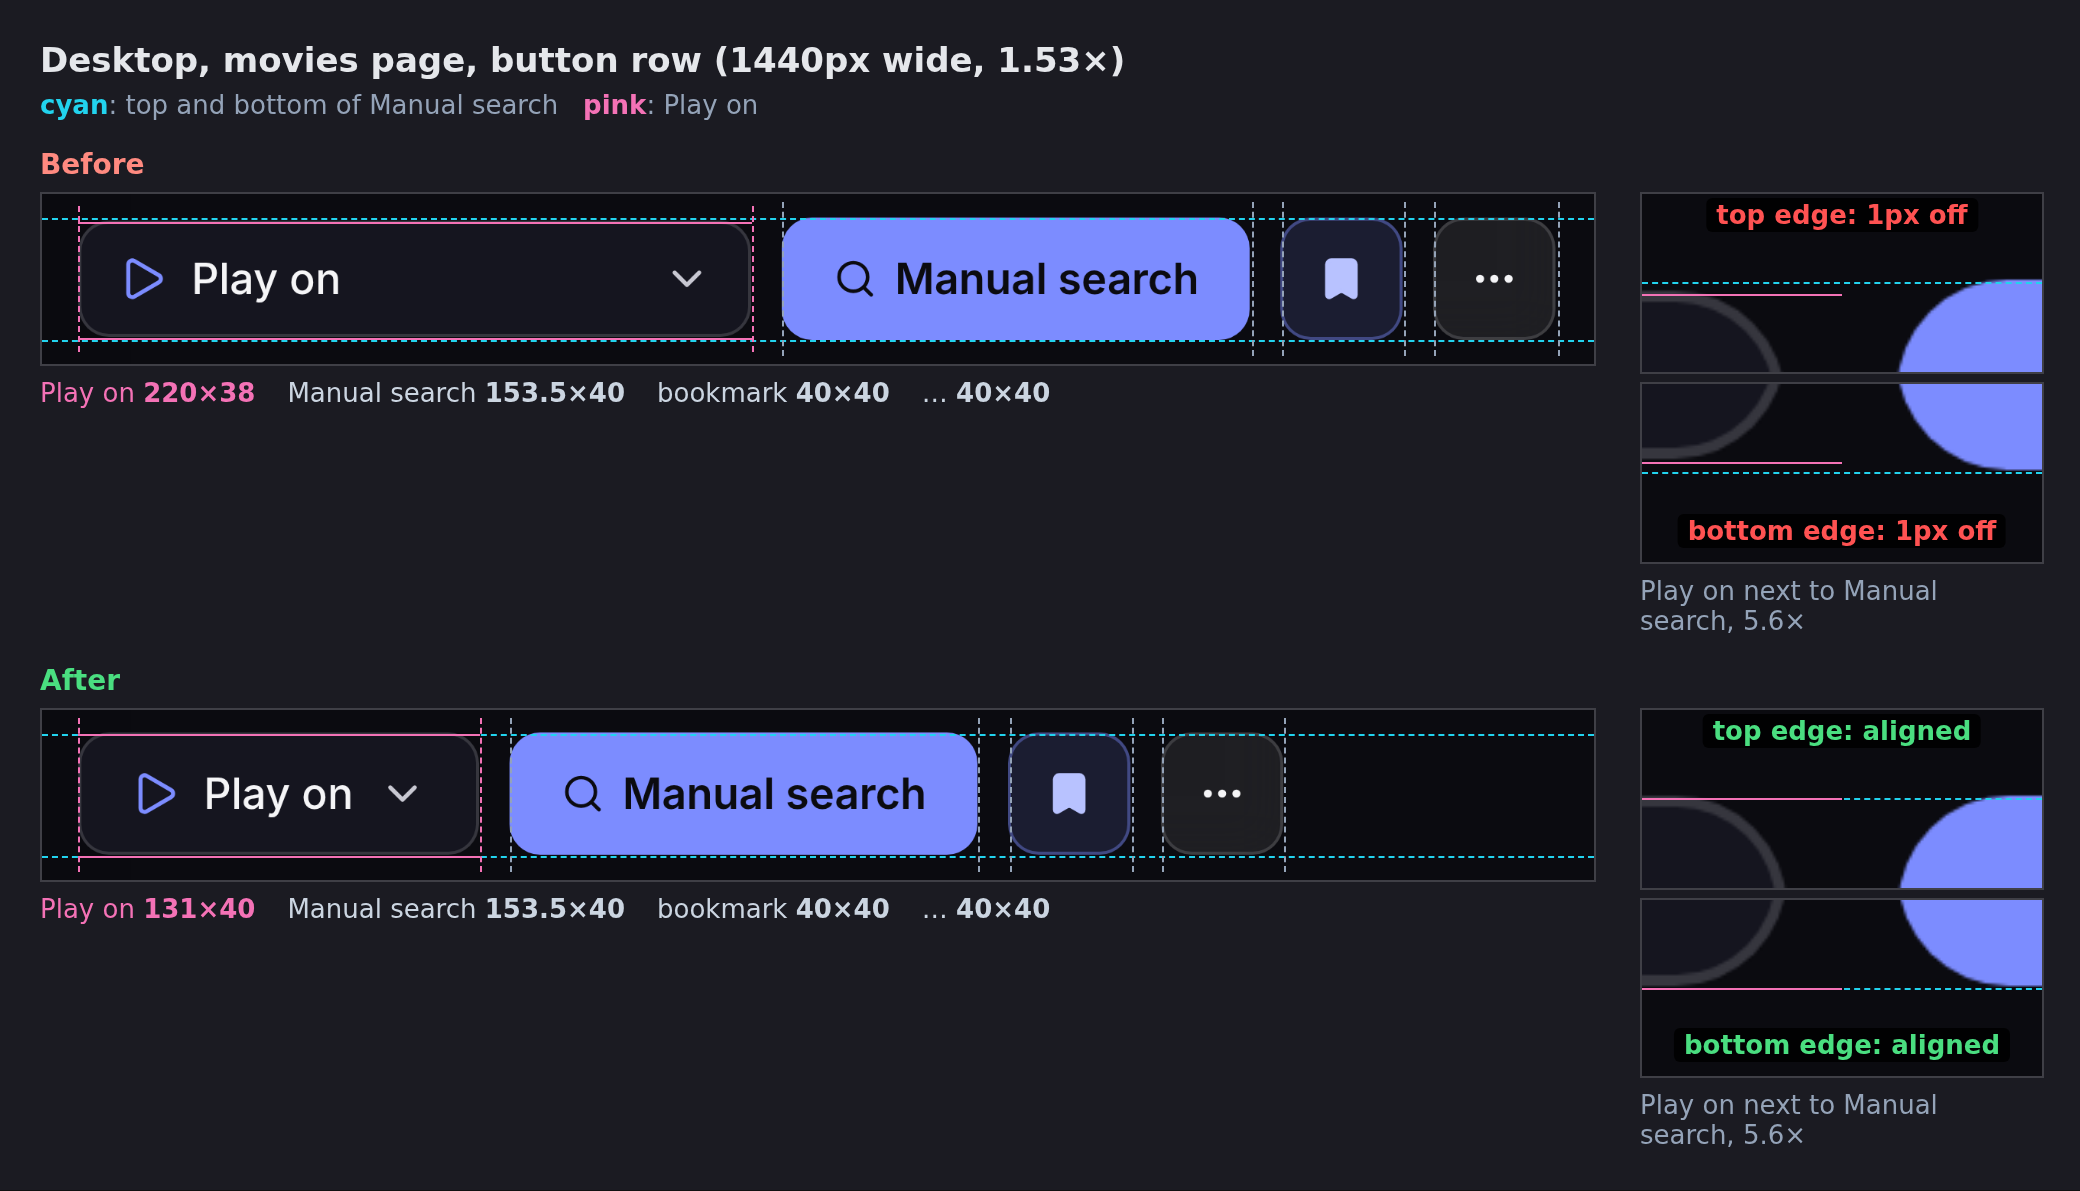 Desktop, movies page, button row (1440px wide, 1.53×)
cyan: top and bottom of Manual search pink: Play on
Before
Play on
Manual search
Play on 220×38 Manual search 153.5×40 bookmark 40×40 … 40×40
top edge: 1px off
bottom edge: 1px off
Play on next to Manual
search, 5.6×
After
Play on
Manual search
Play on 131×40 Manual search 153.5×40 bookmark 40×40 … 40×40
top edge: aligned
bottom edge: aligned
Play on next to Manual
search, 5.6×